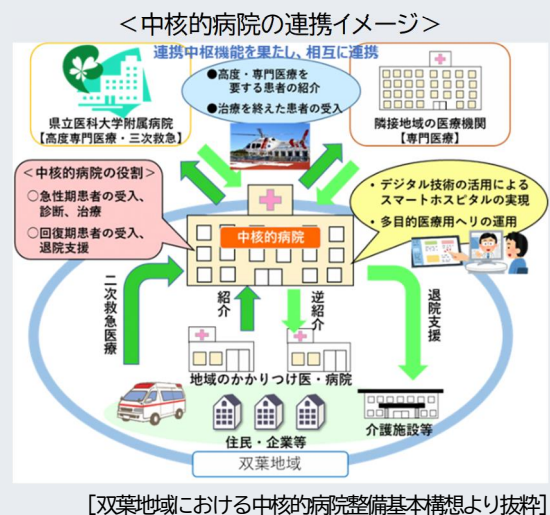 ＜中核的病院の連携イメージ＞
連携中枢機能を果たし、相互に連携
●高度・専門医療を
要する患者の紹介
●治療を終えた患者の受入
県立医科大学附属病院
【高度専門医療・三次救急】
隣接地域の医療機関
【専門医療】
＜中核的病院の役割＞
○急性期患者の受入、
診断、治療
○回復期患者の受入、
退院支援
・デジタル技術の活用による
スマートホスピタルの実現
・多目的医療用ヘリの運用
中核的病院
二次救急医療
紹介
逆紹介
退院支援
地域のかかりつけ医・病院
住民・企業等
介護施設等
双葉地域
［双葉地域における中核的病院整備基本構想より抜粋］